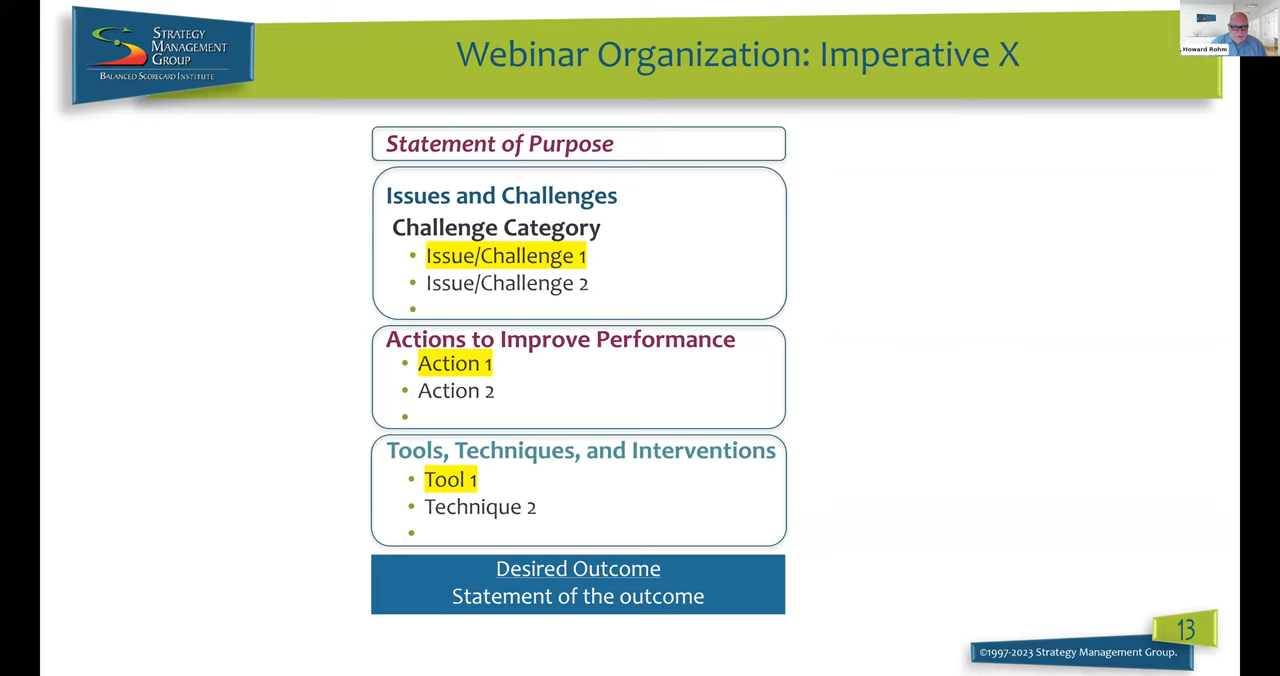 STRATEGY
MANAGEMENT
GROUP
BALANCED SCORECARD INSTITUTE
Webinar Organization: Imperative X
Howard Rohm
Statement of Purpose
Issues and Challenges
Challenge Category
• Issue/Challenge 1
• Issue/Challenge 2
•
Actions to Improve Performance
• Action 1
• Action 2
•
Tools, Techniques, and Interventions
• Tool 1
• Technique 2
•
Desired Outcome
Statement of the outcome
13
©1997-2023 Strategy Management Group.